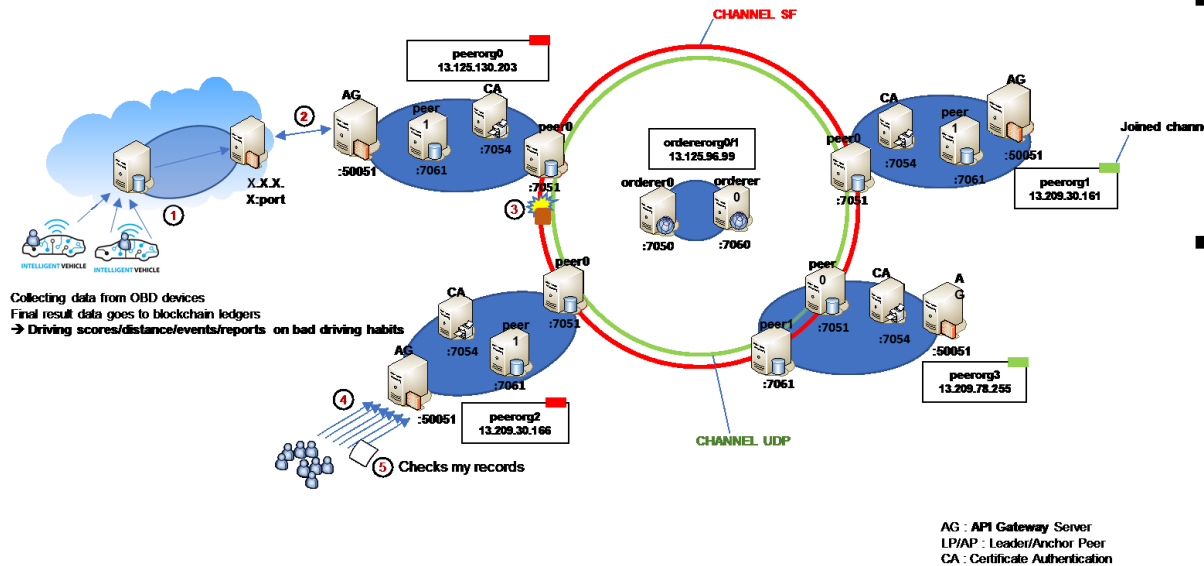 CHANNEL SF
peerorg0
13.125.130.203
AG
CA
peer
1
peer0
:7054
:7061
:50051
:7051
2
X.X.X.
X:port
1
INTELLIGENT VEHICLE
INTELLIGENT VEHICLE
3
Collecting data from OBD devices
Final result data goes to blockchain ledgers
→ Driving scores/distance/events/reports on bad driving habits
ordererorg0/1
13.125.96.99
orderer0
orderer
0
:7050
:7060
AG
CA
peer
1
peer0
:7054
:50051
:7061
:7051
Joined chann
peerorg1
13.209.30.161
peer0
CA
:7051
peer
1
:7054
AG
:7061
:50051
4
peerorg2
13.209.30.166
5 Checks my records
peer
0
CA
A
G
:7051
peer1
:7054
:50051
:7061
peerorg3
13.209.78.255
CHANNEL UDP
AG : API Gateway Server
LP/AP : Leader/Anchor Peer
CA : Certificate Authentication